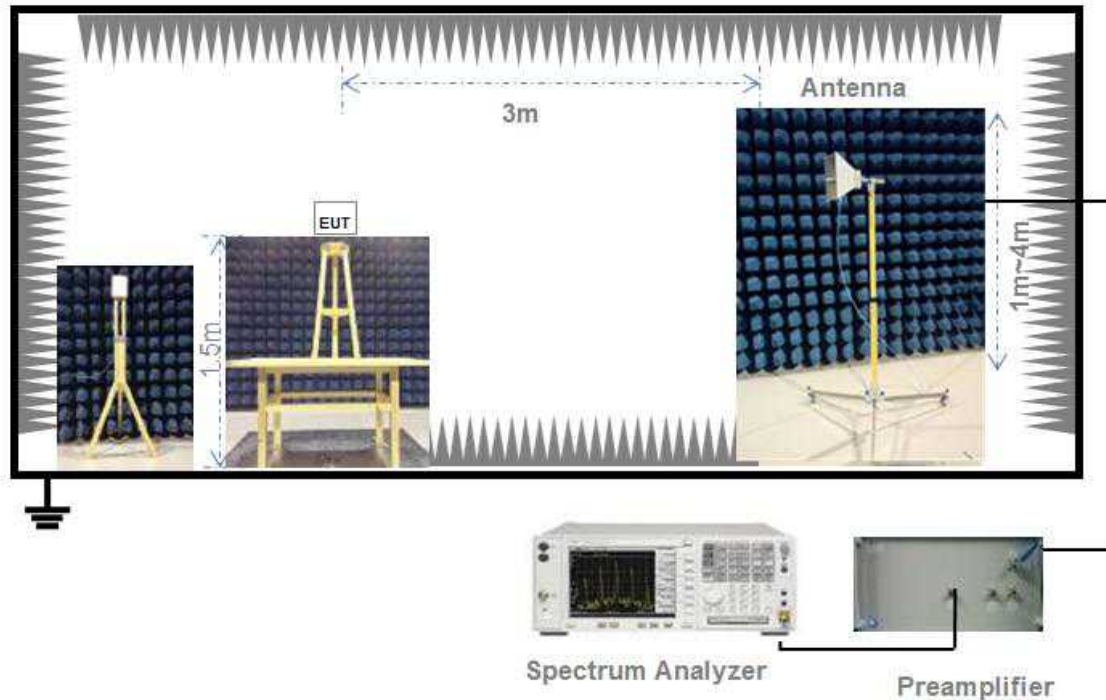 Antenna
3m
EUT
1.5m
1m~4m
Spectrum Analyzer
Preamplifier